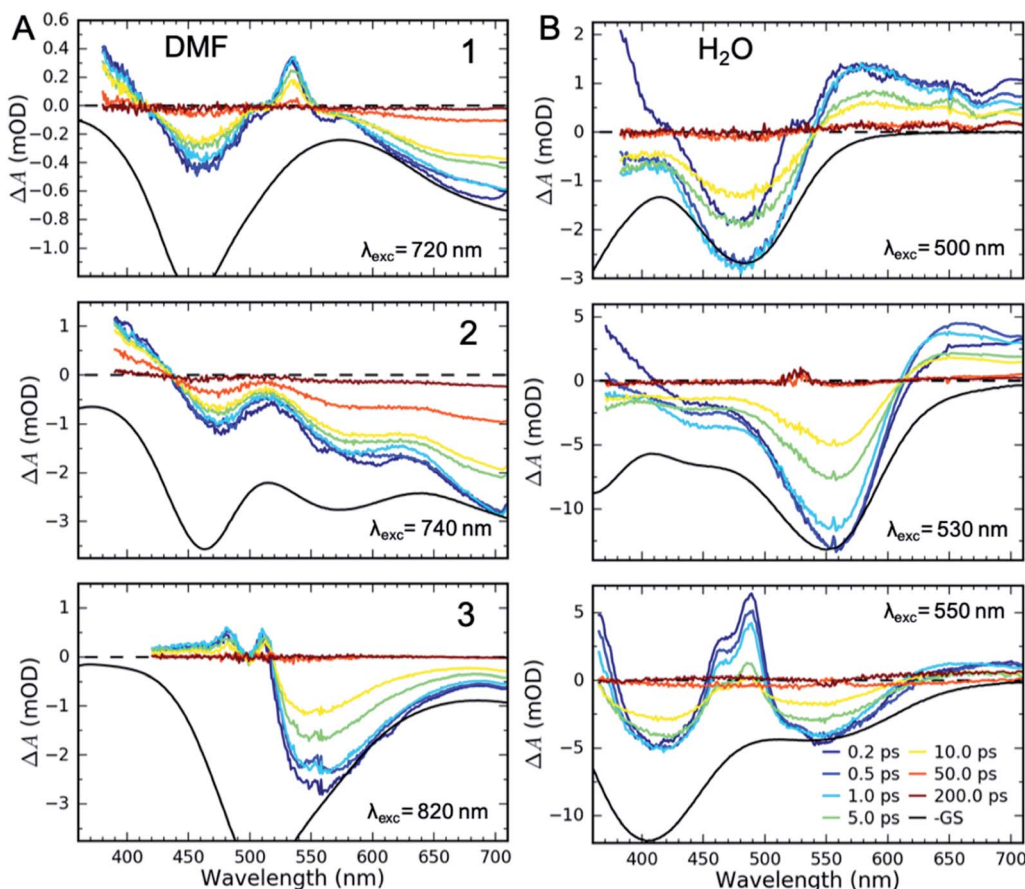 A
DMF
1
0.6
0.4
0.2
0.0
−0.2
−0.4
−0.6
−0.8
−1.0
ΔA (mOD)
λexc= 720 nm
2
1
0
−1
−2
−3
ΔA (mOD)
λexc= 740 nm
3
1
0
−1
−2
−3
ΔA (mOD)
λexc= 820 nm
400 450 500 550 600 650 700
Wavelength (nm)
B
H2O
2
1
0
−1
−2
−3
ΔA (mOD)
λexc= 500 nm
5
0
−5
−10
ΔA (mOD)
λexc= 530 nm
5
0
−5
−10
ΔA (mOD)
λexc= 550 nm
0.2 ps 10.0 ps
0.5 ps 50.0 ps
1.0 ps 200.0 ps
5.0 ps -GS
400 450 500 550 600 650 700
Wavelength (nm)